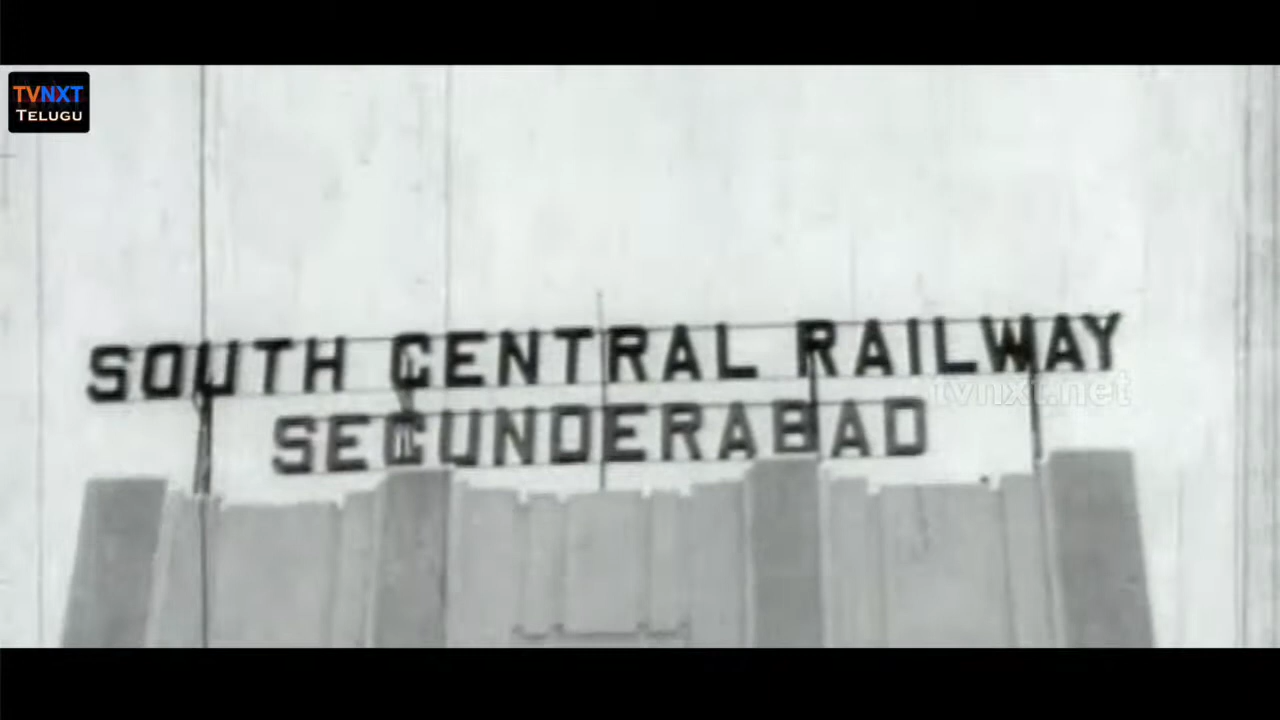 TVNXT
TELUGU
SOUTH CENTRAL RAILWAY
tvnxt.net
SECUNDERABAD